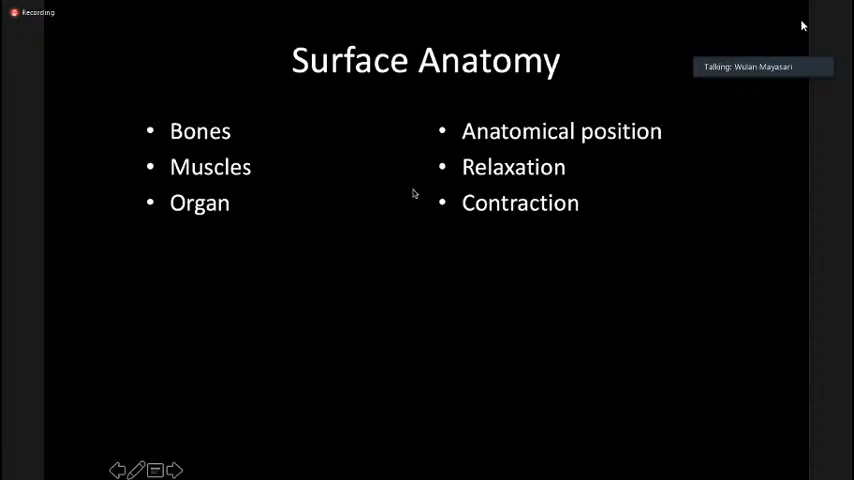 Recording
Surface Anatomy
Talking: Wulan Mayasari
• Bones
• Muscles
• Organ
• Anatomical position
• Relaxation
• Contraction